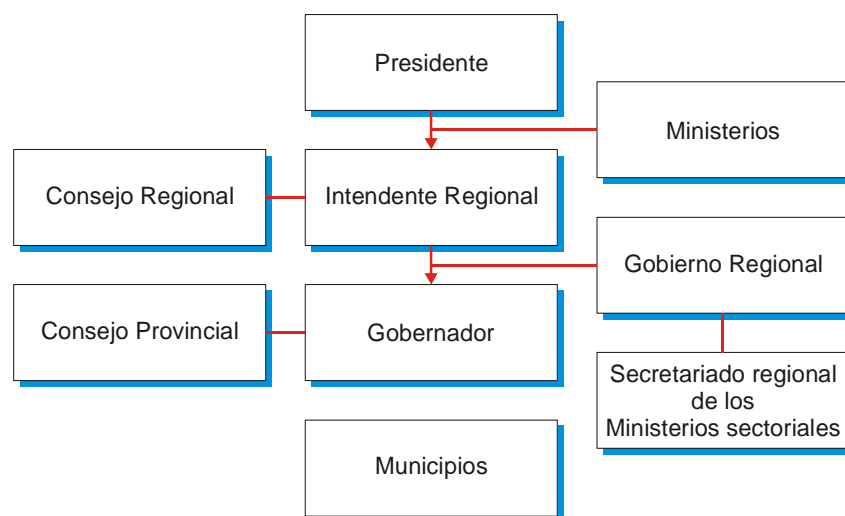 Presidente
Ministerios
Consejo Regional
Intendente Regional
Gobierno Regional
Consejo Provincial
Gobernador
Secretariado regional
de los
Ministerios sectoriales
Municipios